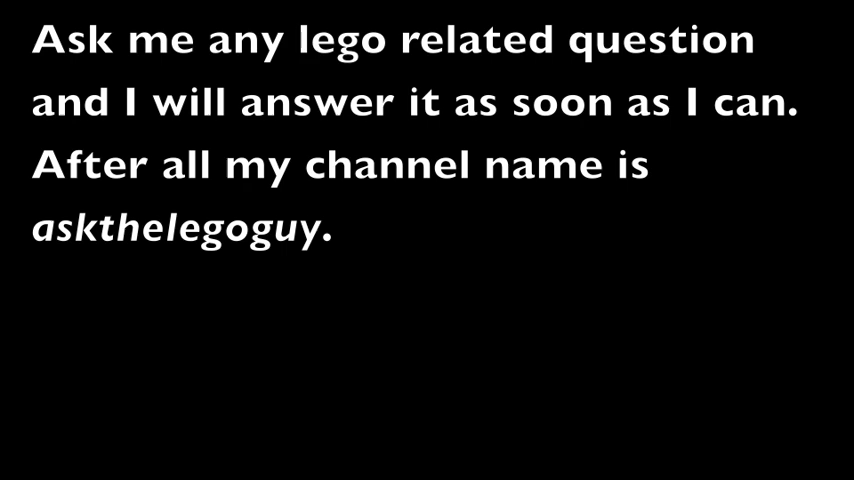 Ask me any lego related question
and I will answer it as soon as I can.
After all my channel name is
askthelegoguy.